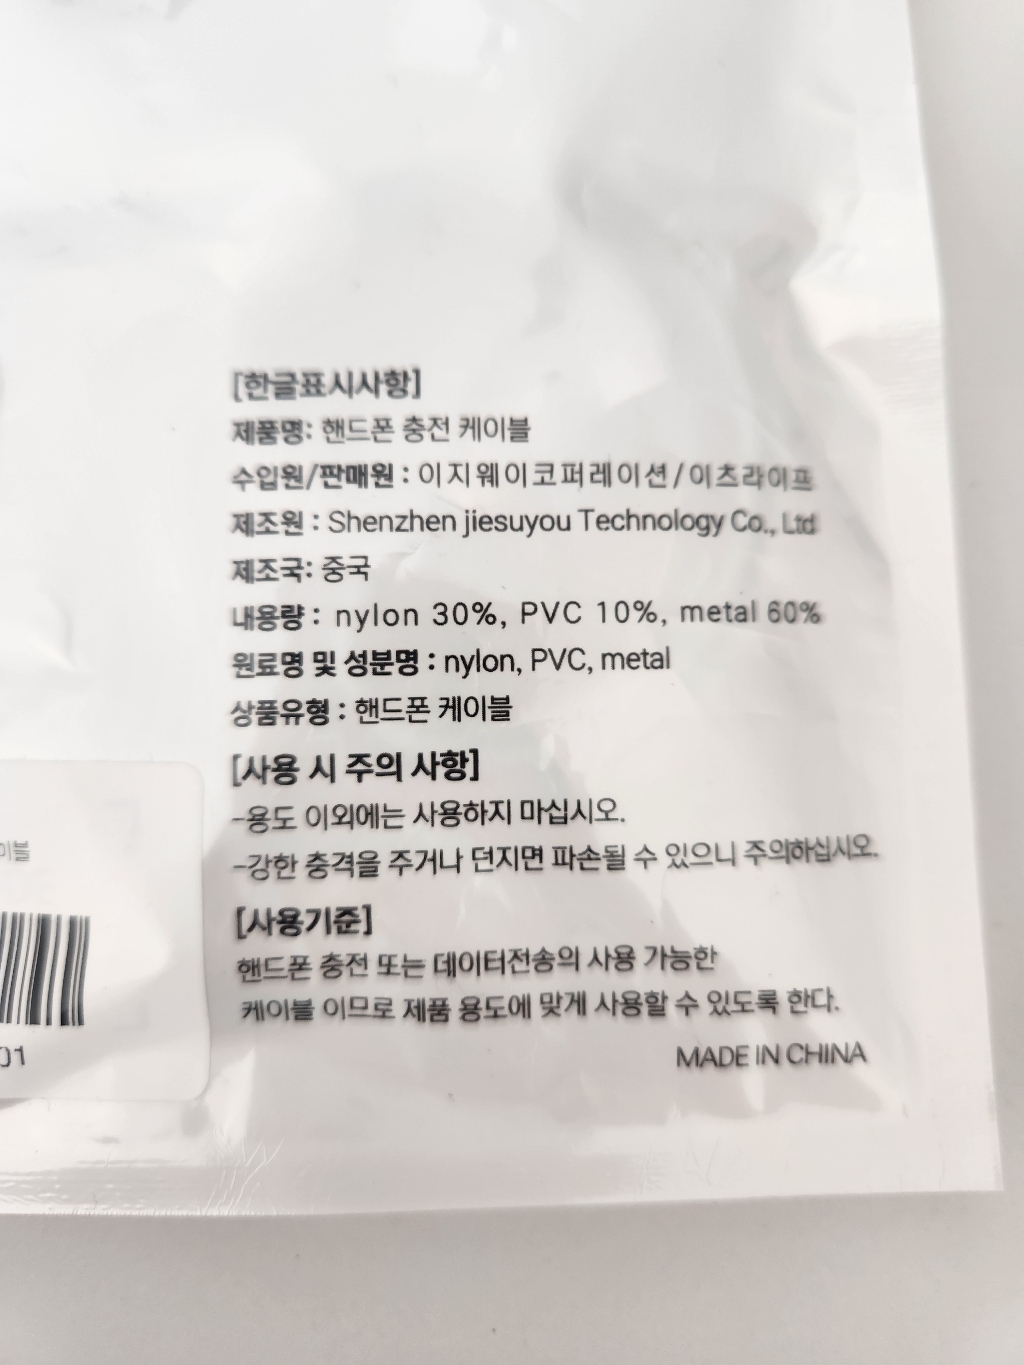 [한글표시사항]
제품명: 핸드폰 충전 케이블
수입원/판매원 : 이지웨이코퍼레이션/이츠라이프
제조원 : Shenzhen jiesuyou Technology Co., Ltd
제조국: 중국
내용량 : nylon 30%, PVC 10%, metal 60%
원료명 및 성분명 : nylon, PVC, metal
상품유형 : 핸드폰 케이블
[사용 시 주의 사항]
-용도 이외에는 사용하지 마십시오.
-강한 충격을 주거나 던지면 파손될 수 있으니 주의하십시오.
[사용기준]
핸드폰 충전 또는 데이터전송의 사용 가능한
케이블 이므로 제품 용도에 맞게 사용할 수 있도록 한다.
MADE IN CHINA
이블
01